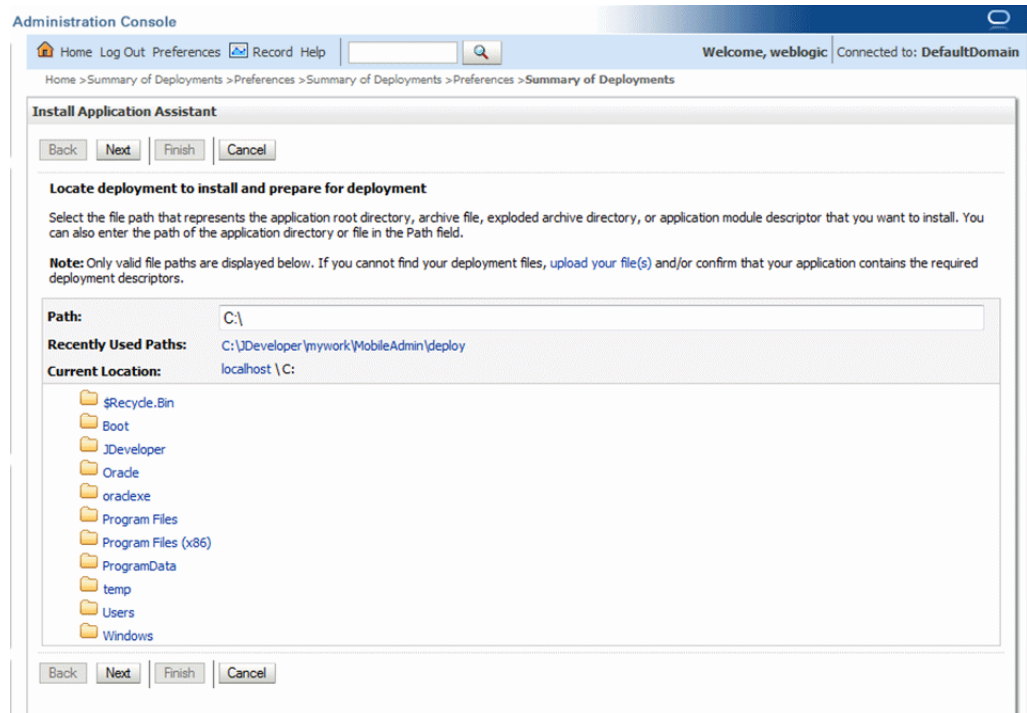 Administration Console
Home Log Out Preferences Record Help
Welcome, weblogic Connected to: DefaultDomain
Home >Summary of Deployments >Preferences >Summary of Deployments >Preferences >Summary of Deployments
Install Application Assistant
Back Next Finish Cancel
Locate deployment to install and prepare for deployment
Select the file path that represents the application root directory, archive file, exploded archive directory, or application module descriptor that you want to install. You
can also enter the path of the application directory or file in the Path field.
Note: Only valid file paths are displayed below. If you cannot find your deployment files, upload your file(s) and/or confirm that your application contains the required
deployment descriptors.
Path: C:\
Recently Used Paths: C:\JDeveloper\mywork\MobileAdmin\deploy
Current Location: localhost \ C:
$Recycle.Bin
Boot
JDeveloper
Oracle
oraclexe
Program Files
Program Files (x86)
ProgramData
temp
Users
Windows
Back Next Finish Cancel